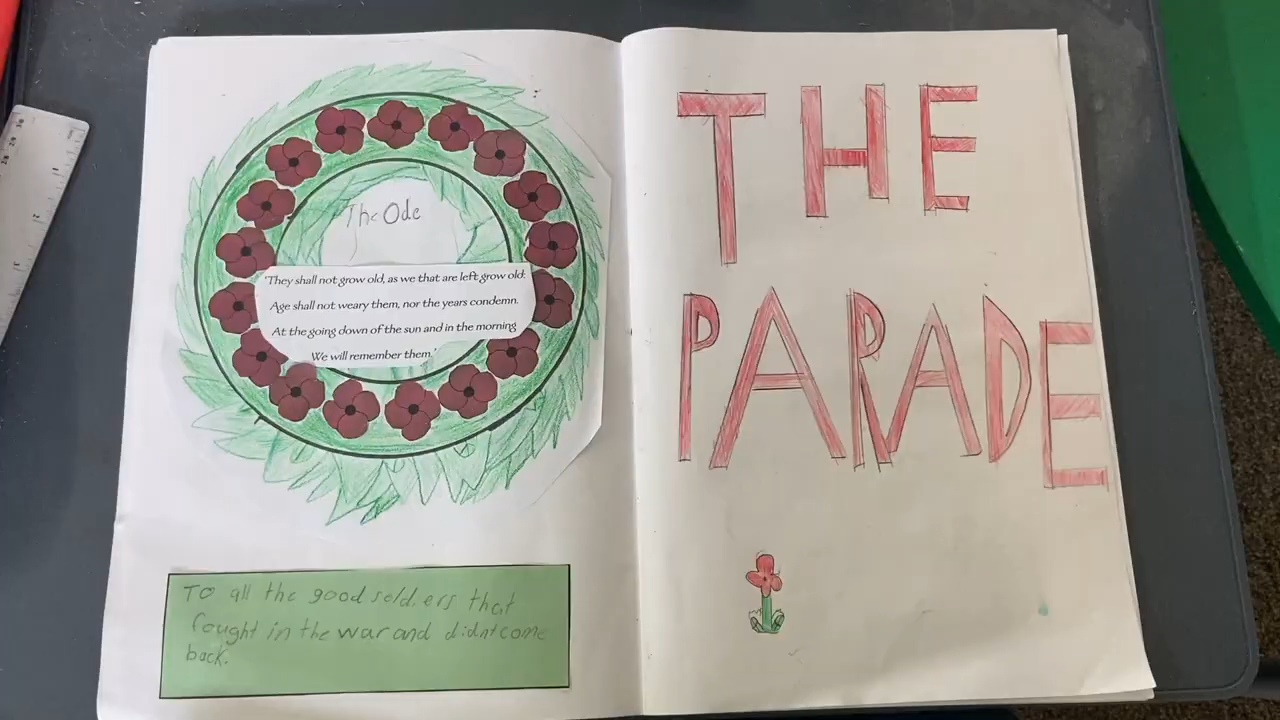 The Ode
'They shall not grow old, as we that are left grow old:
Age shall not weary them, nor the years condemn.
At the going down of the sun and in the morning
We will remember them.'
To all the good soldiers that
fought in the war and didnt come
back.
THE
PARADE